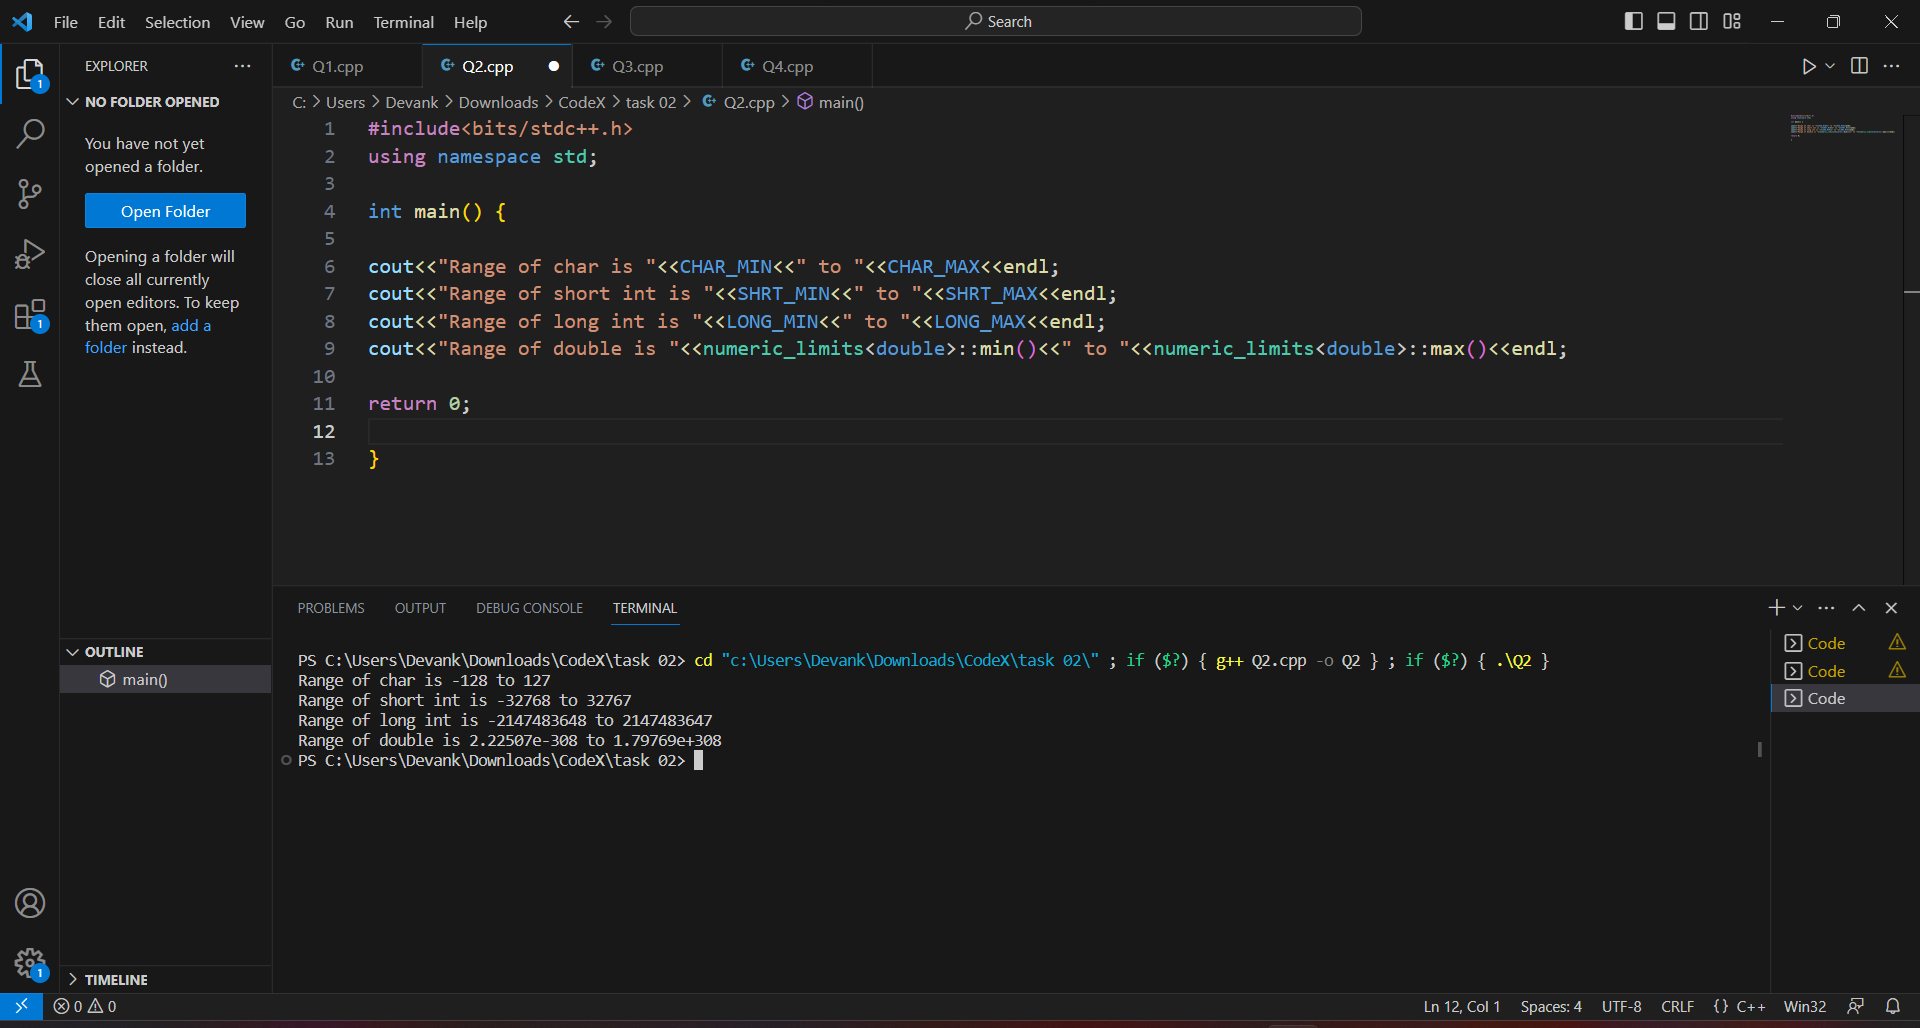 File Edit Selection View Go Run Terminal Help Search
EXPLORER
NO FOLDER OPENED
You have not yet
opened a folder.
Open Folder
Opening a folder will
close all currently
open editors. To keep
them open, add a
folder instead.
OUTLINE
main()
TIMELINE
Q1.cpp Q2.cpp Q3.cpp Q4.cpp
C: > Users > Devank > Downloads > CodeX > task 02 > Q2.cpp > main()
1 #include<bits/stdc++.h>
2 using namespace std;
3
4 int main() {
5
6 cout<<"Range of char is "<<CHAR_MIN<<" to "<<CHAR_MAX<<endl;
7 cout<<"Range of short int is "<<SHRT_MIN<<" to "<<SHRT_MAX<<endl;
8 cout<<"Range of long int is "<<LONG_MIN<<" to "<<LONG_MAX<<endl;
9 cout<<"Range of double is "<<numeric_limits<double>::min()<<" to "<<numeric_limits<double>::max()<<endl;
10
11 return 0;
12
13 }
PROBLEMS OUTPUT DEBUG CONSOLE TERMINAL
PS C:\Users\Devank\Downloads\CodeX\task 02> cd "c:\Users\Devank\Downloads\CodeX\task 02\" ; if ($?) { g++ Q2.cpp -o Q2 } ; if ($?) { .\Q2 }
Range of char is -128 to 127
Range of short int is -32768 to 32767
Range of long int is -2147483648 to 2147483647
Range of double is 2.22507e-308 to 1.79769e+308
PS C:\Users\Devank\Downloads\CodeX\task 02>
Code
Code
Code
1
1
1
0 0 Ln 12, Col 1 Spaces: 4 UTF-8 CRLF {} C++ Win32